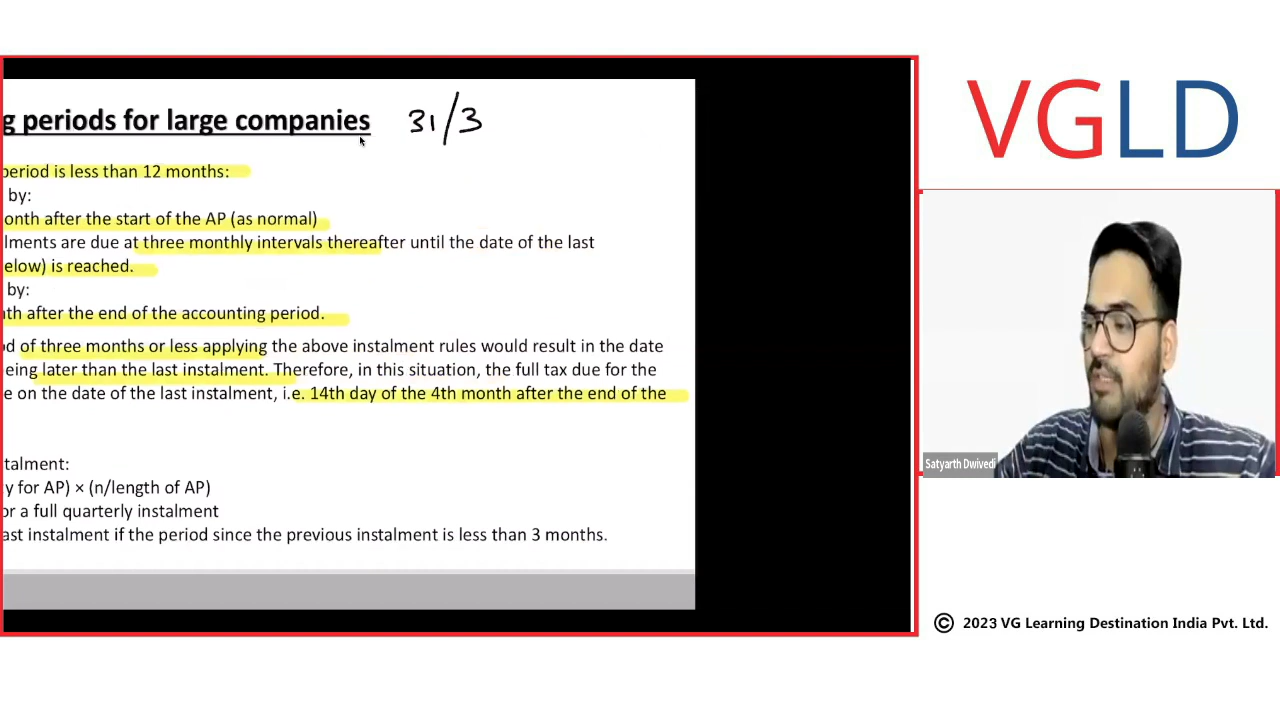 g periods for large companies 31/3
period is less than 12 months:
by:
onth after the start of the AP (as normal)
lments are due at three monthly intervals thereafter until the date of the last
elow) is reached.
by:
nth after the end of the accounting period.
od of three months or less applying the above instalment rules would result in the date
eing later than the last instalment. Therefore, in this situation, the full tax due for the
e on the date of the last instalment, i.e. 14th day of the 4th month after the end of the
talment:
y for AP) × (n/length of AP)
or a full quarterly instalment
ast instalment if the period since the previous instalment is less than 3 months.
VGLD
Satyarth Dwivedi
© 2023 VG Learning Destination India Pvt. Ltd.